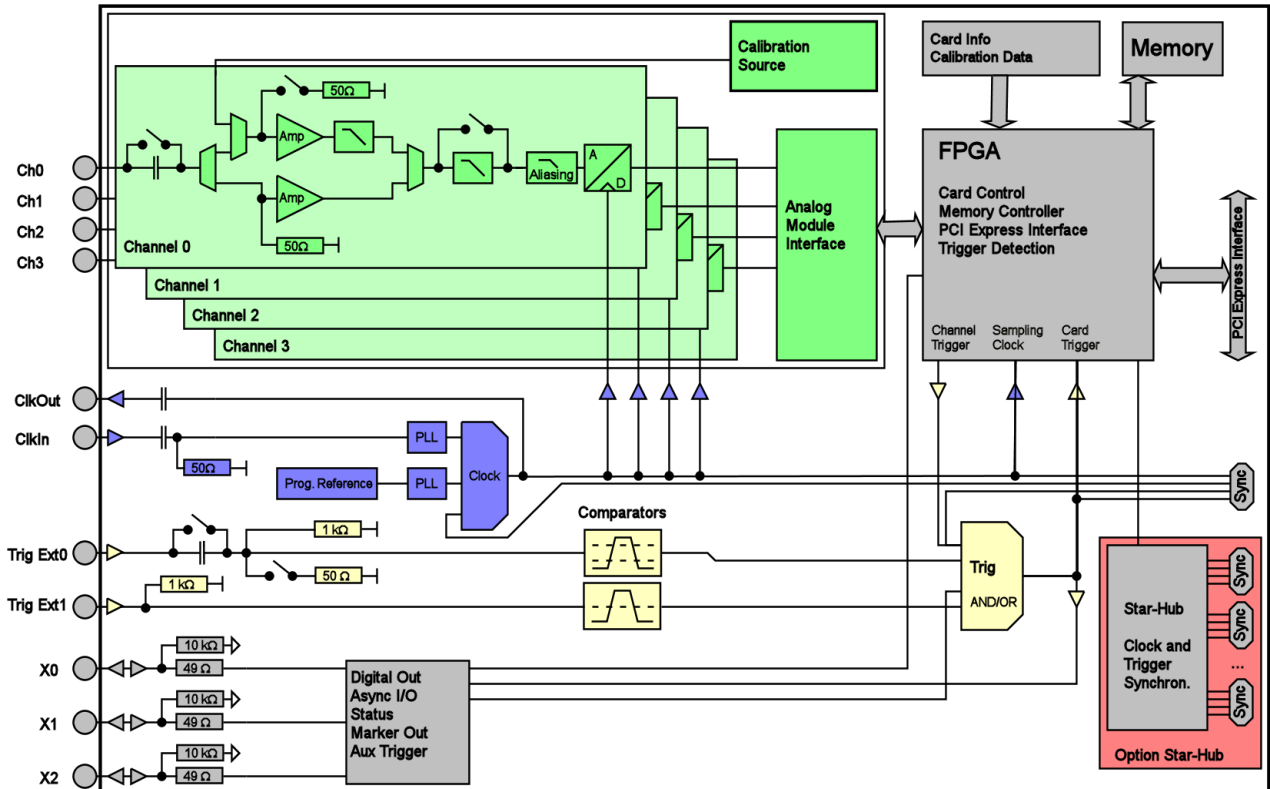 Calibration
Source
Card Info
Calibration Data
Memory
50Ω
Amp
Aliasing
A
D
Amp
50Ω
Ch0
Ch1
Ch2
Ch3
Channel 0
Channel 1
Channel 2
Channel 3
Analog
Module
Interface
FPGA
Card Control
Memory Controller
PCI Express Interface
Trigger Detection
Channel
Trigger
Sampling
Clock
Card
Trigger
PCI Express Interface
ClkOut
ClkIn
50Ω
PLL
Prog. Reference
PLL
Clock
Sync
Comparators
Trig Ext0
1 kΩ
50 Ω
Trig Ext1
1 kΩ
Trig
AND/OR
X0
10 kΩ
49 Ω
X1
10 kΩ
49 Ω
X2
10 kΩ
49 Ω
Digital Out
Async I/O
Status
Marker Out
Aux Trigger
Star-Hub
Clock and
Trigger
Synchron.
Sync
Sync
...
Sync
Option Star-Hub